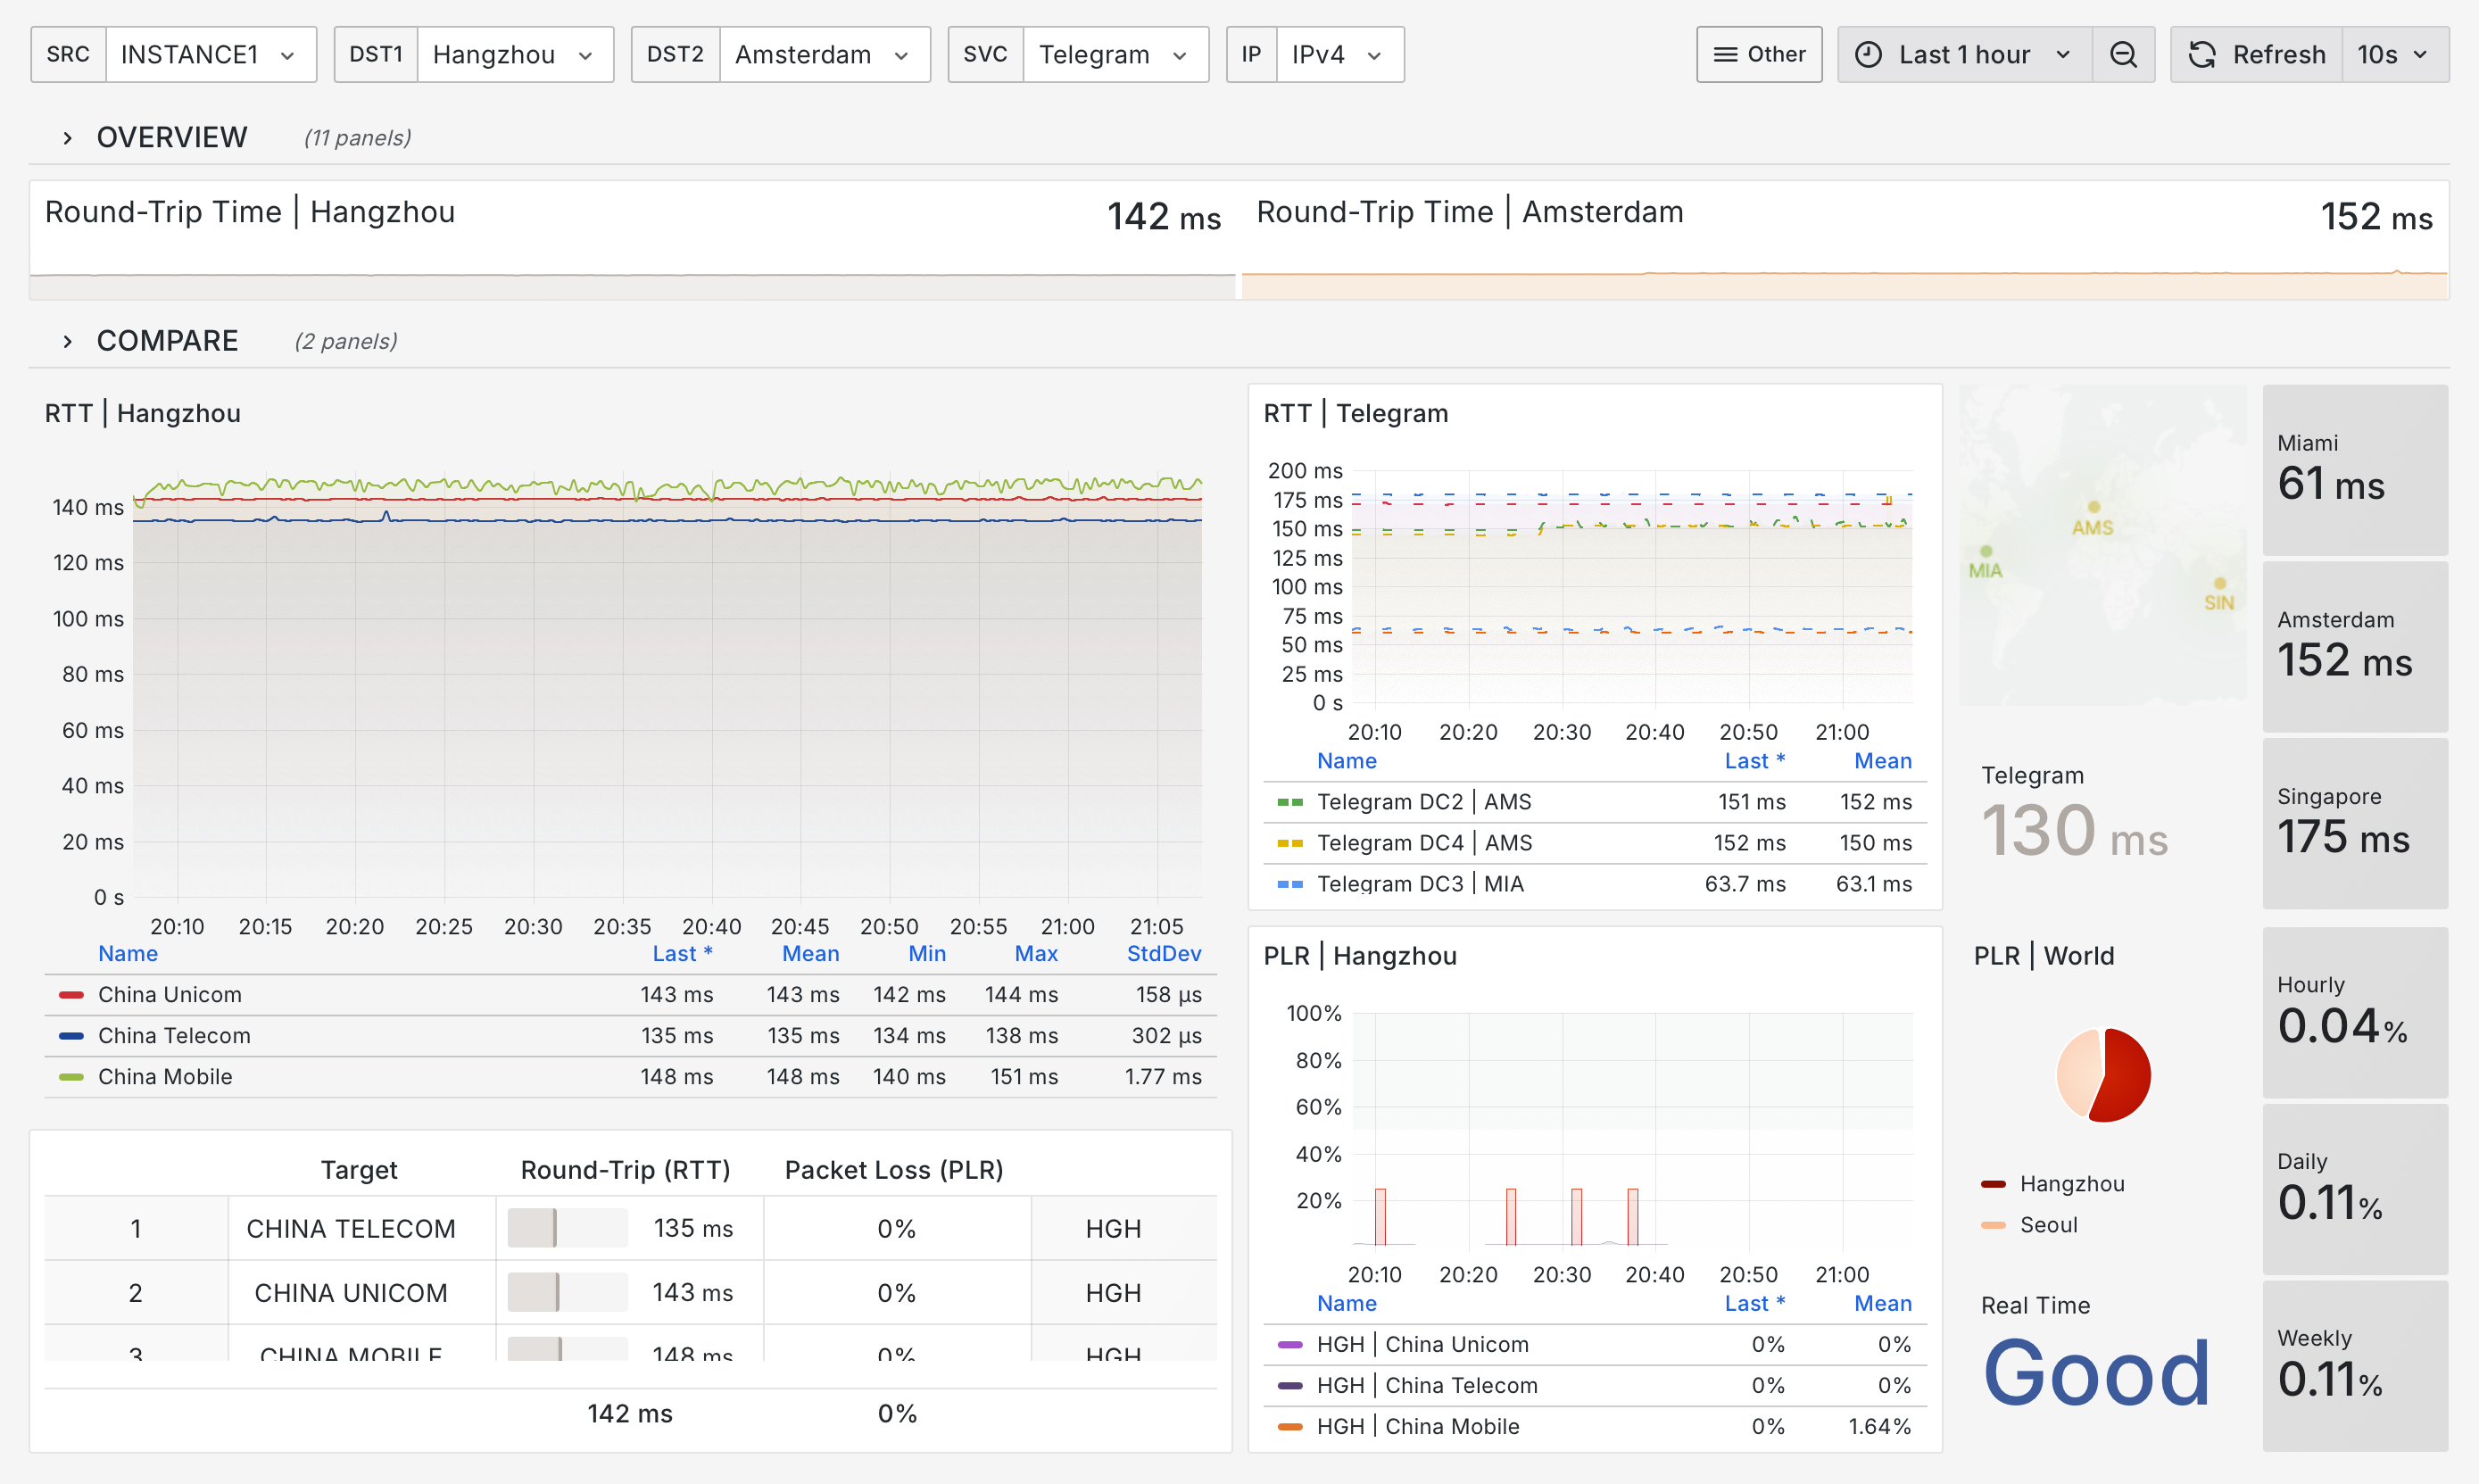 SRC INSTANCE1 DST1 Hangzhou DST2 Amsterdam SVC Telegram IP IPv4 Other Last 1 hour Refresh 10s
OVERVIEW (11 panels)
Round-Trip Time | Hangzhou 142 ms
Round-Trip Time | Amsterdam 152 ms
COMPARE (2 panels)
RTT | Hangzhou
140 ms
120 ms
100 ms
80 ms
60 ms
40 ms
20 ms
0 s
20:10 20:15 20:20 20:25 20:30 20:35 20:40 20:45 20:50 20:55 21:00 21:05
Name Last * Mean Min Max StdDev
China Unicom 143 ms 143 ms 142 ms 144 ms 158 µs
China Telecom 135 ms 135 ms 134 ms 138 ms 302 µs
China Mobile 148 ms 148 ms 140 ms 151 ms 1.77 ms
Target Round-Trip (RTT) Packet Loss (PLR)
1 CHINA TELECOM 135 ms 0% HGH
2 CHINA UNICOM 143 ms 0% HGH
3 CHINA MOBILE 148 ms 0% HGH
142 ms 0%
RTT | Telegram
200 ms
175 ms
150 ms
125 ms
100 ms
75 ms
50 ms
25 ms
0 s
20:10 20:20 20:30 20:40 20:50 21:00
Name Last * Mean
Telegram DC2 | AMS 151 ms 152 ms
Telegram DC4 | AMS 152 ms 150 ms
Telegram DC3 | MIA 63.7 ms 63.1 ms
PLR | Hangzhou
100%
80%
60%
40%
20%
20:10 20:20 20:30 20:40 20:50 21:00
Name Last * Mean
HGH | China Unicom 0% 0%
HGH | China Telecom 0% 0%
HGH | China Mobile 0% 1.64%
AMS
MIA
SIN
Telegram
130 ms
PLR | World
Hangzhou
Seoul
Real Time
Good
Miami
61 ms
Amsterdam
152 ms
Singapore
175 ms
Hourly
0.04%
Daily
0.11%
Weekly
0.11%